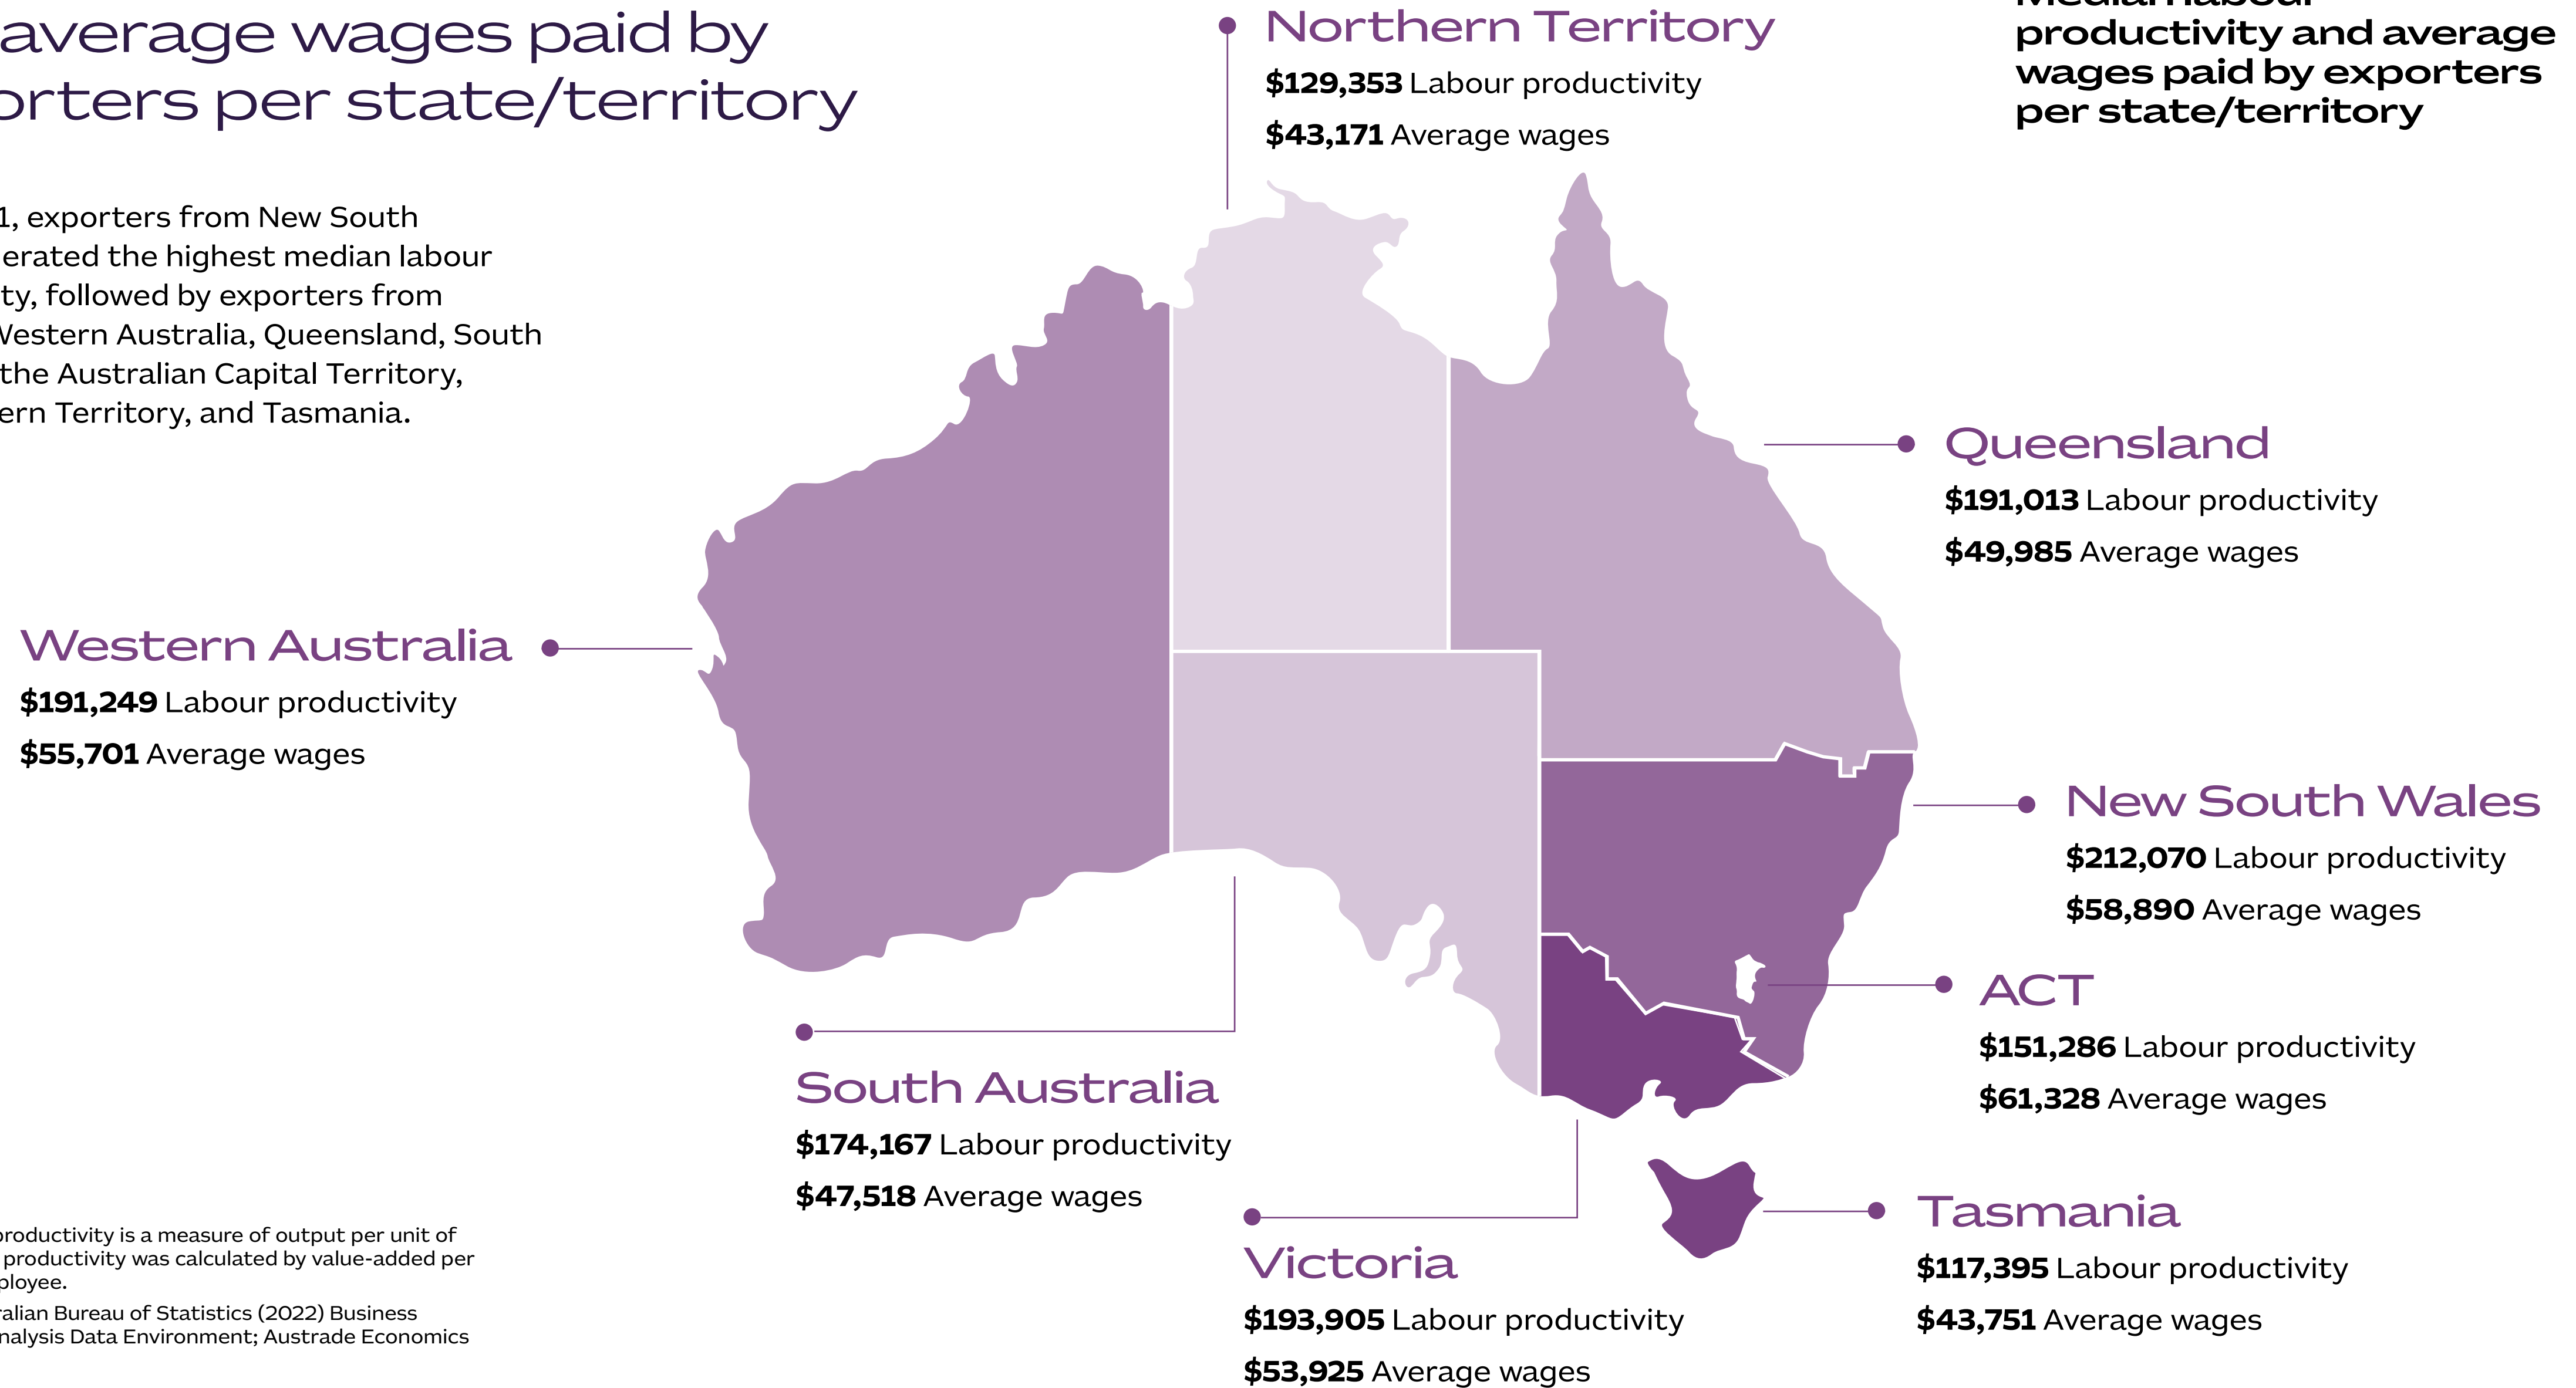 average wages paid by
orters per state/territory
1, exporters from New South
erated the highest median labour
ty, followed by exporters from
Western Australia, Queensland, South
the Australian Capital Territory,
ern Territory, and Tasmania.
Northern Territory
$129,353 Labour productivity
$43,171 Average wages
Median labour
productivity and average
wages paid by exporters
per state/territory
Queensland
$191,013 Labour productivity
$49,985 Average wages
Western Australia
$191,249 Labour productivity
$55,701 Average wages
New South Wales
$212,070 Labour productivity
$58,890 Average wages
ACT
$151,286 Labour productivity
$61,328 Average wages
South Australia
$174,167 Labour productivity
$47,518 Average wages
Tasmania
$117,395 Labour productivity
$43,751 Average wages
Victoria
$193,905 Labour productivity
$53,925 Average wages
productivity is a measure of output per unit of
productivity was calculated by value-added per
ployee.
ralian Bureau of Statistics (2022) Business
nalysis Data Environment; Austrade Economics